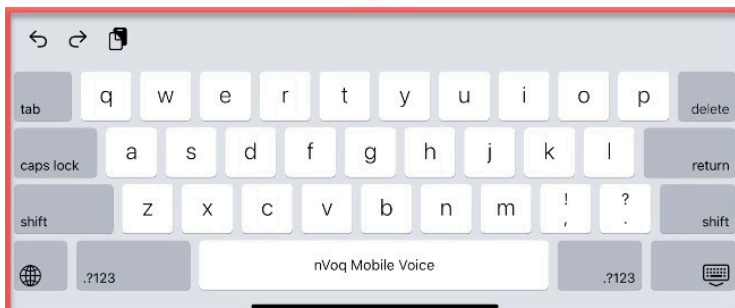 tab q w e r t y u i o p delete
caps lock a s d f g h j k l return
shift z x c v b n m ! , ? . shift
.?123 nVoq Mobile Voice .?123